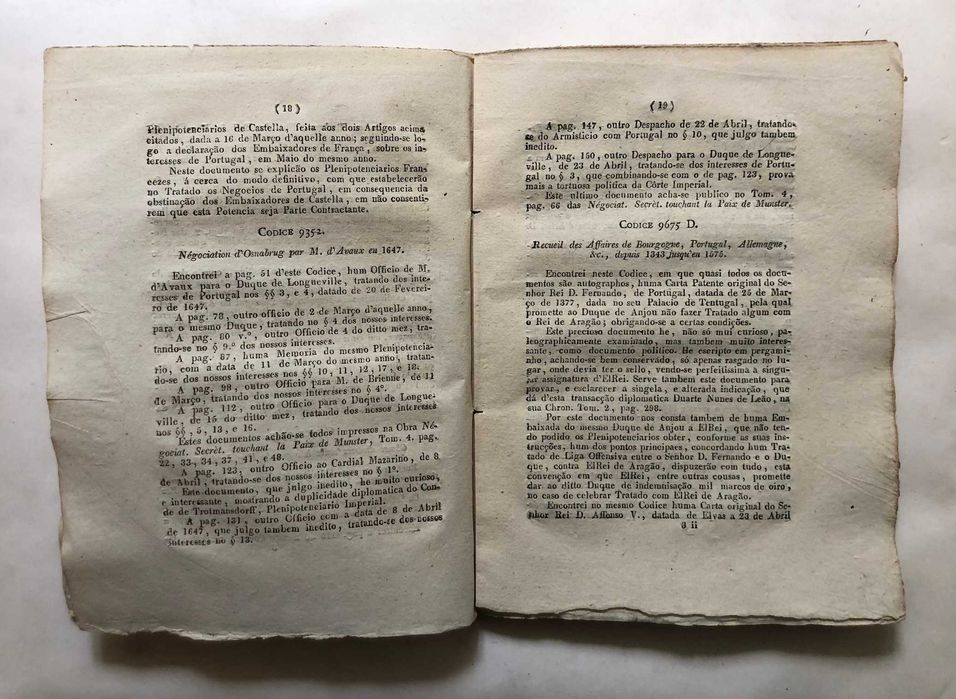 (18)
Plenipotenciarios de Castella, feita aos dois Artigos acima
citados, dada a 16 de Março d'aquelle anno; seguindo-se lo-
go a declaração dos Embaixadores de França, sobre os in-
teresses de Portugal, em Maio do mesmo anno.
Neste documento se explicão os Plenipotenciarios Fran-
cezes, á cerca do modo definitivo, com que estabelecerão
no Tratado os Negocios de Portugal, em consequencia da
obstinação dos Embaixadores de Castella, em não consenti-
rem que esta Potencia seja Parte Contractante.
CODICE 9352.
Négociation d'Osnabrug par M. d'Avaux en 1647.
Encontrei a pag. 51 d'este Codice, hum Officio de M.
d'Avaux para o Duque de Longueville, tratando dos inte-
resses de Portugal nos §§ 3, e 4, datado de 20 de Feverei-
ro de 1647.
A pag. 78, outro officio de 2 de Março d'aquelle anno,
para o mesmo Duque, tratando no § 4 dos nossos interesses.
A pag. 80 v.º, outro Officio de 4 do ditto mez, tra-
tando-se no § 9.º dos nossos interesses.
A pag. 87, huma Memoria do mesmo Plenipotencia-
rio, com a data de 11 de Março do mesmo anno, tratan-
do-se dos nossos interesses nos §§ 10, 11, 12, 17, e 18.
A pag. 98, outro Officio para M. de Brienne, de 11
de Março, tratando dos nossos interesses no § 4º.
A pag. 112, outro Officio para o Duque de Longue-
ville, de 15 do ditto mez, tratando dos nossos interesses
nos §§, 5, 13, e 16.
Estes documentos achão-se todos impressos na Obra Né-
gociat. Secrèt. touchant la Paix de Munster, Tom. 4, pag.
22, 33, 34, 37, 41, e 48.
A pag. 123, outro Officio ao Cardial Mazarino, de 8
de Abril, tratando-se dos nossos interesses no § 1º.
Este documento, que julgo inedito, he muito curioso,
e interessante, mostrando a duplicidade diplomatica do Con-
de de Trotmansdorff, Plenipotenciario Imperial.
A pag. 131, outro Officio com a data de 8 de Abril
de 1647, que julgo tambem inedito, tratando-se dos nossos
interesses no § 13.
(19)
A pag. 147, outro Despacho de 22 de Abril, tratando-
se do Armisticio com Portugal no § 10, que julgo tambem
inedito.
A pag. 150, outro Despacho para o Duque de Longue-
ville, de 23 de Abril, tratando-se dos interesses de Portu-
gal no § 3, que combinando-se com o de pag. 123, prova
mais a tortuosa politica da Côrte Imperial.
Este ultimo documento acha-se publico no Tom. 4,
pag. 66 das Négociat. Secrét. touchant la Paix de Munster.
CODICE 9675 D.
Recueil des Affaires de Bourgogne, Portugal, Allemagne,
&c., depuis 1343 jusqu'en 1575.
Encontrei neste Codice, em que quasi todos os docu-
mentos são autographos, huma Carta Patente original do Se-
nhor Rei D. Fernando, de Portugal, datada de 25 de Mar-
ço de 1377, dada no seu Palacio de Tentugal, pela qual
promette ao Duque de Anjou não fazer Tratado algum com
o Rei de Aragão; obrigando-se a certas condições.
Este precioso documento he, não só mui curioso, pa-
leographicamente examinado, mas tambem muito interes-
sante, como documento politico. He escripto em pergami-
nho, achando-se bem conservado, só apenas rasgado no lu-
gar, onde devia ter o sello, vendo-se perfeitissima a singu-
lar assignatura d'ElRei. Serve tambem este documento para
provar, e esclarecer a singela, e alterada indicação, que
dá d'esta transacção diplomatica Duarte Nunes de Leão, na
sua Chron. Tom. 2, pag. 298.
Por este documento nos consta tambem de huma Em-
baixada do mesmo Duque de Anjou a ElRei, que não ten-
do podido os Plenipotenciarios obter, conforme as suas in-
strucções, hum dos pontos principaes, concordando hum Tra-
tado de Liga Offensiva entre o Senhor D. Fernando e o Du-
que, contra ElRei de Aragão, dispuzerão com tudo, esta
convenção em que ElRei, entre outras cousas, promette
dar ao ditto Duque de indemnisação mil marcos de oiro,
no caso de celebrar Tratado com ElRei de Aragão.
Encontrei no mesmo Codice huma Carta original do Se-
nhor Rei D. Affonso V., datada de Elvas a 23 de Abril
ii